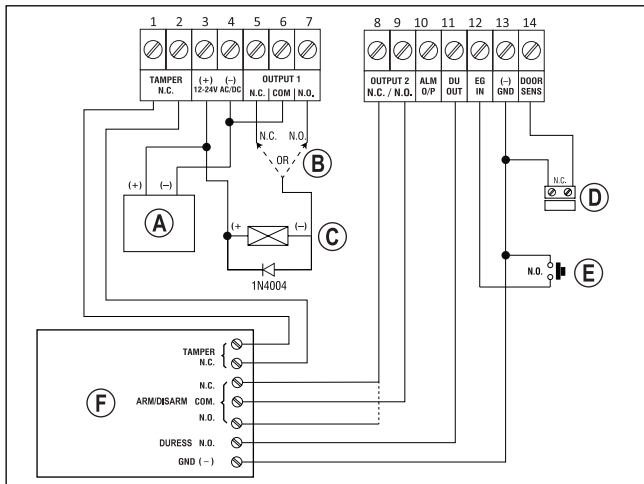 1 2 3 4 5 6 7
TAMPER N.C. (+) (–) 12-24V AC/DC OUTPUT 1 N.C. | COM | N.O.
8 9 10 11 12 13 14
OUTPUT 2 N.C. / N.O. ALM O/P DU OUT EG IN (–) GND DOOR SENS
N.C. N.O.
OR
B
(+) (–)
A
(+ (–)
C
1N4004
N.C.
D
N.O.
E
F
TAMPER N.C.
N.C.
ARM/DISARM COM.
N.O.
DURESS N.O.
GND (–)